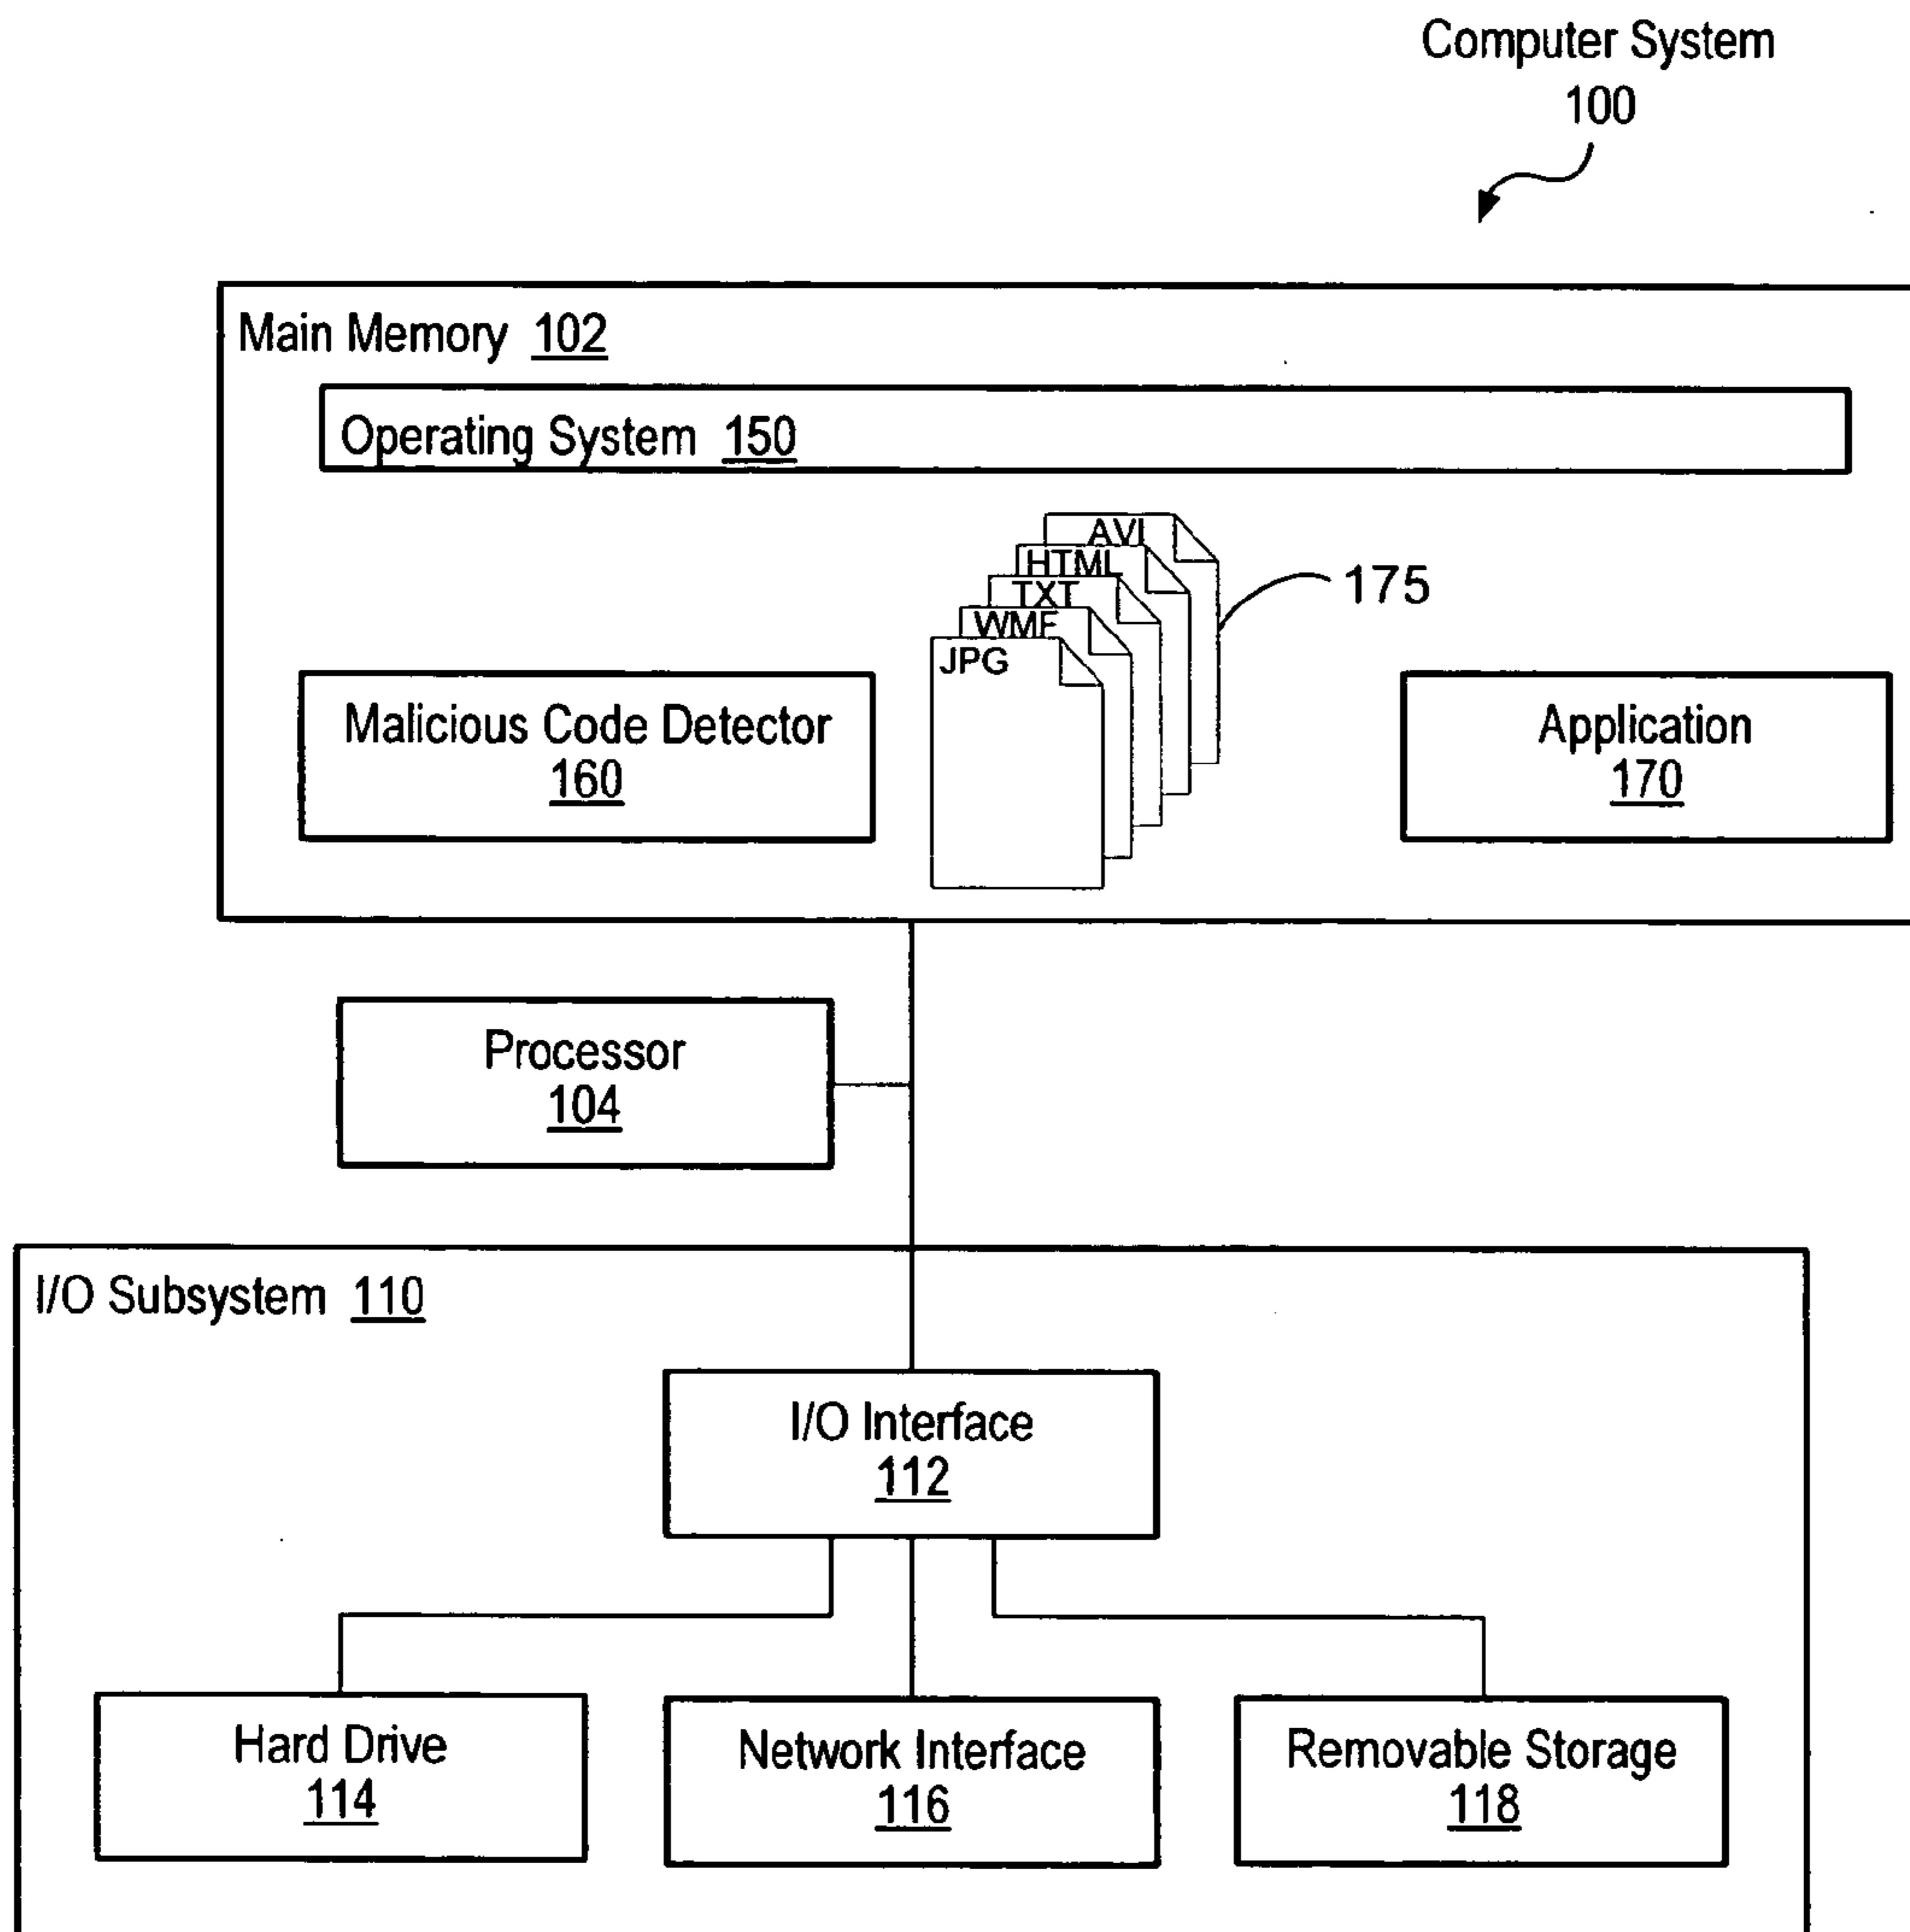 Computer System
100
Main Memory 102
Operating System 150
AVI
HTML
TXT
WMF
JPG
175
Malicious Code Detector
160
Application
170
Processor
104
I/O Subsystem 110
I/O Interface
112
Hard Drive
114
Network Interface
116
Removable Storage
118